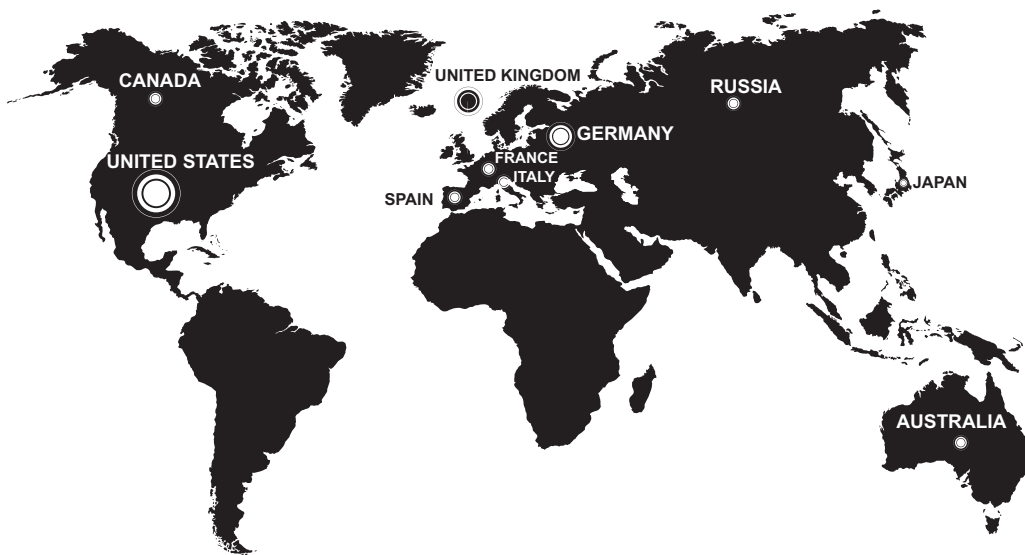 UNITED KINGDOM
CANADA
RUSSIA
GERMANY
UNITED STATES
FRANCE
ITALY
SPAIN
JAPAN
AUSTRALIA